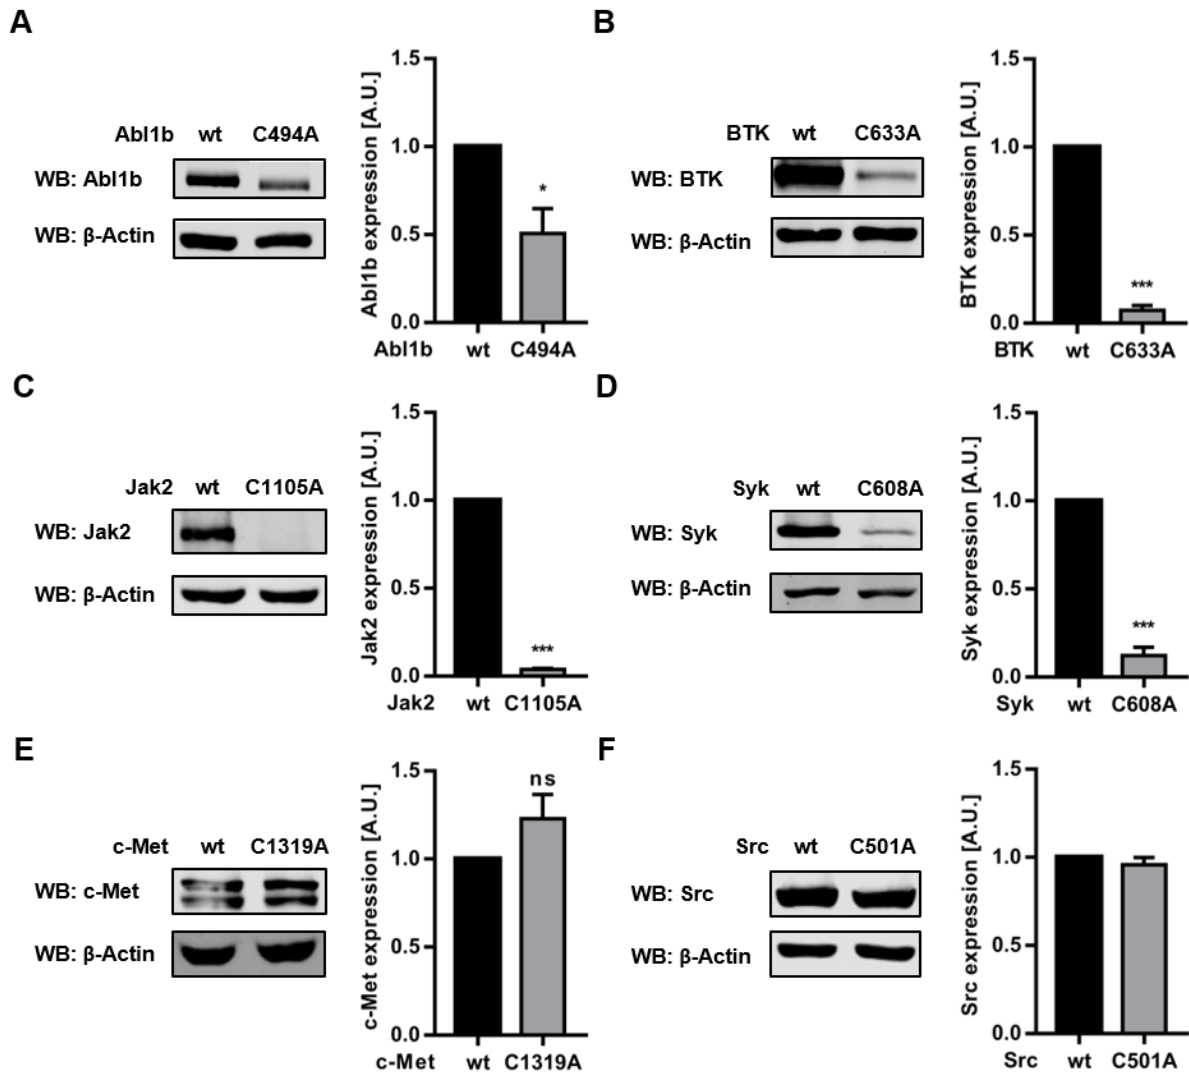 A
Abl1b wt C494A
WB: Abl1b
WB: β-Actin
Abl1b expression [A.U.]
1.5
1.0
0.5
0.0
*
Abl1b wt C494A
B
BTK wt C633A
WB: BTK
WB: β-Actin
BTK expression [A.U.]
1.5
1.0
0.5
0.0
***
BTK wt C633A
C
Jak2 wt C1105A
WB: Jak2
WB: β-Actin
Jak2 expression [A.U.]
1.5
1.0
0.5
0.0
***
Jak2 wt C1105A
D
Syk wt C608A
WB: Syk
WB: β-Actin
Syk expression [A.U.]
1.5
1.0
0.5
0.0
***
Syk wt C608A
E
c-Met wt C1319A
WB: c-Met
WB: β-Actin
c-Met expression [A.U.]
1.5
1.0
0.5
0.0
ns
c-Met wt C1319A
F
Src wt C501A
WB: Src
WB: β-Actin
Src expression [A.U.]
1.5
1.0
0.5
0.0
Src wt C501A